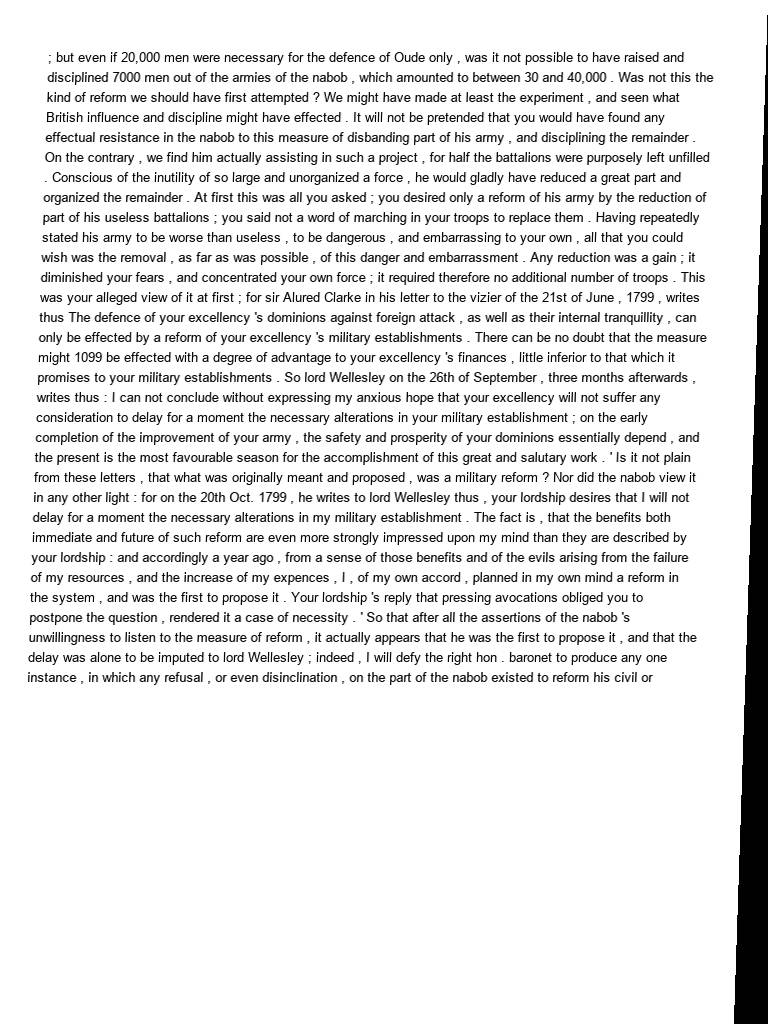 ; but even if 20,000 men were necessary for the defence of Oude only , was it not possible to have raised and
disciplined 7000 men out of the armies of the nabob , which amounted to between 30 and 40,000 . Was not this the
kind of reform we should have first attempted ? We might have made at least the experiment , and seen what
British influence and discipline might have effected . It will not be pretended that you would have found any
effectual resistance in the nabob to this measure of disbanding part of his army , and disciplining the remainder .
On the contrary , we find him actually assisting in such a project , for half the battalions were purposely left unfilled
. Conscious of the inutility of so large and unorganized a force , he would gladly have reduced a great part and
organized the remainder . At first this was all you asked ; you desired only a reform of his army by the reduction of
part of his useless battalions ; you said not a word of marching in your troops to replace them . Having repeatedly
stated his army to be worse than useless , to be dangerous , and embarrassing to your own , all that you could
wish was the removal , as far as was possible , of this danger and embarrassment . Any reduction was a gain ; it
diminished your fears , and concentrated your own force ; it required therefore no additional number of troops . This
was your alleged view of it at first ; for sir Alured Clarke in his letter to the vizier of the 21st of June , 1799 , writes
thus The defence of your excellency 's dominions against foreign attack , as well as their internal tranquillity , can
only be effected by a reform of your excellency 's military establishments . There can be no doubt that the measure
might 1099 be effected with a degree of advantage to your excellency 's finances , little inferior to that which it
promises to your military establishments . So lord Wellesley on the 26th of September , three months afterwards ,
writes thus : I can not conclude without expressing my anxious hope that your excellency will not suffer any
consideration to delay for a moment the necessary alterations in your military establishment ; on the early
completion of the improvement of your army , the safety and prosperity of your dominions essentially depend , and
the present is the most favourable season for the accomplishment of this great and salutary work . ' Is it not plain
from these letters , that what was originally meant and proposed , was a military reform ? Nor did the nabob view it
in any other light : for on the 20th Oct. 1799 , he writes to lord Wellesley thus , your lordship desires that I will not
delay for a moment the necessary alterations in my military establishment . The fact is , that the benefits both
immediate and future of such reform are even more strongly impressed upon my mind than they are described by
your lordship : and accordingly a year ago , from a sense of those benefits and of the evils arising from the failure
of my resources , and the increase of my expences , I , of my own accord , planned in my own mind a reform in
the system , and was the first to propose it . Your lordship 's reply that pressing avocations obliged you to
postpone the question , rendered it a case of necessity . ' So that after all the assertions of the nabob 's
unwillingness to listen to the measure of reform , it actually appears that he was the first to propose it , and that the
delay was alone to be imputed to lord Wellesley ; indeed , I will defy the right hon . baronet to produce any one
instance , in which any refusal , or even disinclination , on the part of the nabob existed to reform his civil or